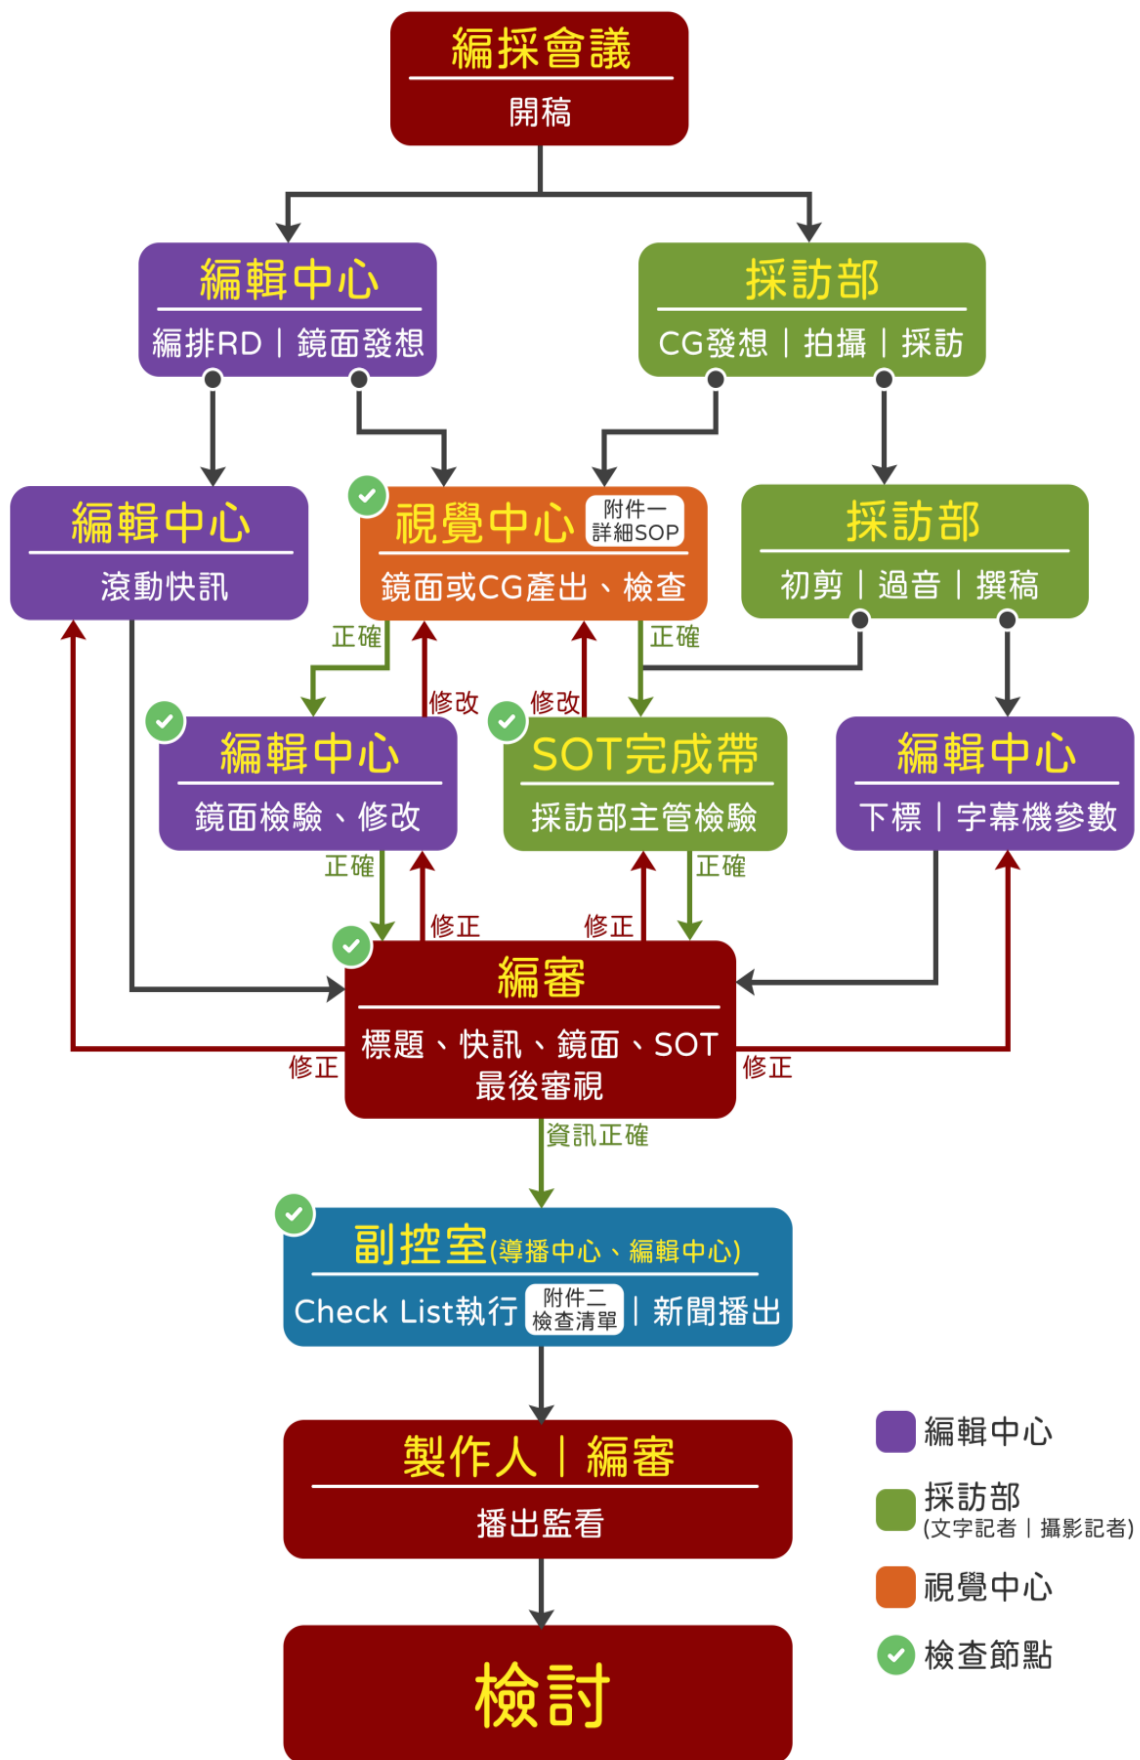 編採會議
開稿
編輯中心
編排RD｜鏡面發想
採訪部
CG發想｜拍攝｜採訪
編輯中心
滾動快訊
視覺中心
附件一
詳細SOP
鏡面或CG產出、檢查
採訪部
初剪｜過音｜撰稿
正確
修改
修改
正確
編輯中心
鏡面檢驗、修改
SOT完成帶
採訪部主管檢驗
編輯中心
下標｜字幕機參數
正確
修正
修正
正確
編審
標題、快訊、鏡面、SOT
最後審視
修正
修正
資訊正確
副控室(導播中心、編輯中心)
Check List執行
附件二
檢查清單
｜新聞播出
製作人｜編審
播出監看
檢討
編輯中心
採訪部
(文字記者｜攝影記者)
視覺中心
檢查節點